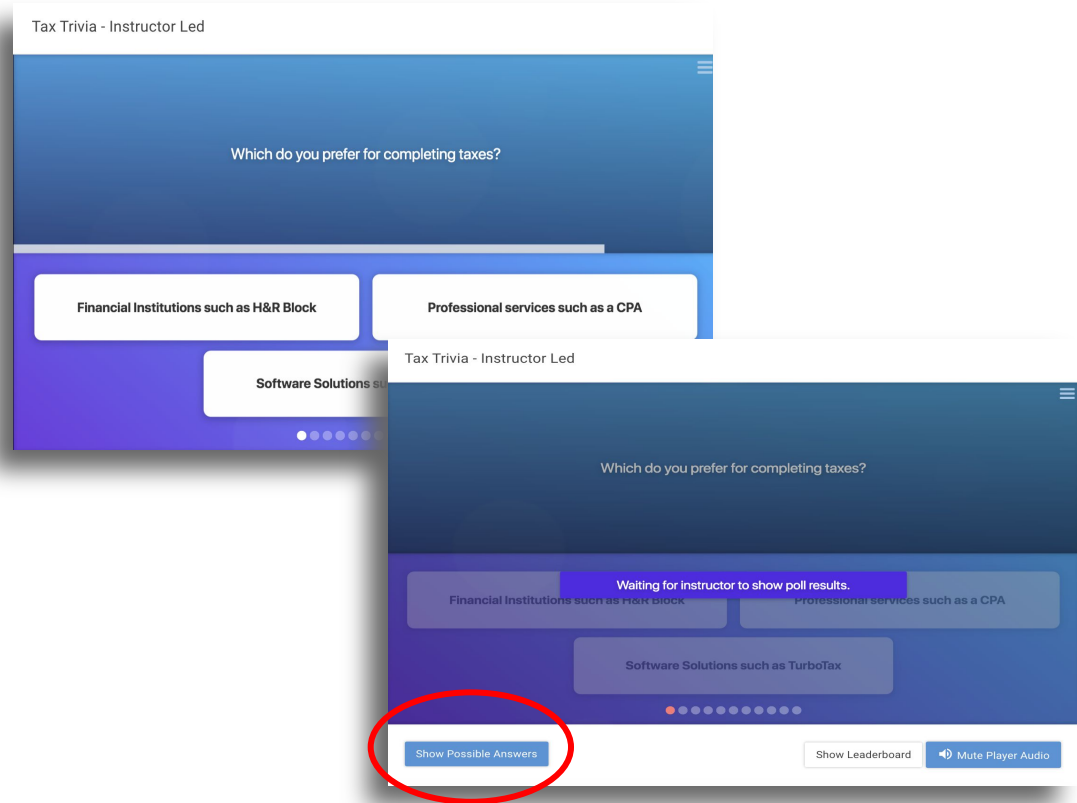 Tax Trivia - Instructor Led
Which do you prefer for completing taxes?
Financial Institutions such as H&R Block
Professional services such as a CPA
Software Solutions
Tax Trivia - Instructor Led
Which do you prefer for completing taxes?
Waiting for instructor to show poll results.
Financial Institutions such as H&R Block
Professional services such as a CPA
Software Solutions such as TurboTax
Show Possible Answers
Show Leaderboard
Mute Player Audio